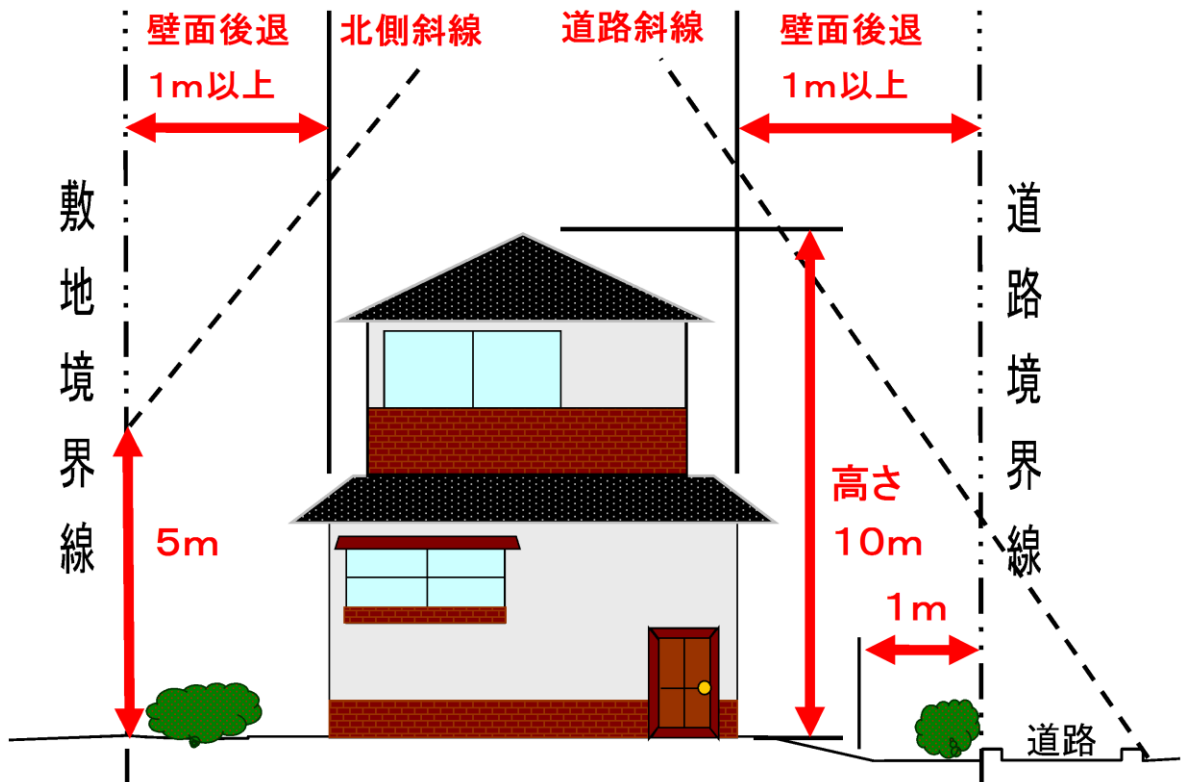 壁面後退
1m以上
北側斜線
道路斜線
壁面後退
1m以上
敷地境界線
道路境界線
5m
高さ
10m
1m
道路